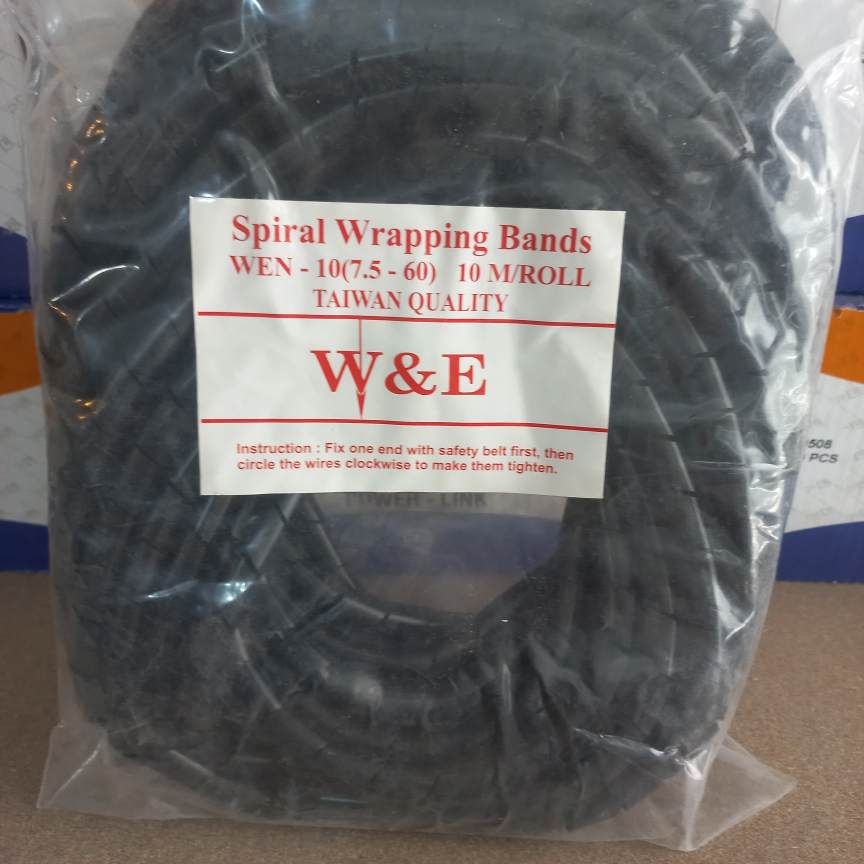 Spiral Wrapping Bands
WEN - 10(7.5 - 60) 10 M/ROLL
TAIWAN QUALITY
W&E
Instruction : Fix one end with safety belt first, then
circle the wires clockwise to make them tighten.
LINK
508
PCS